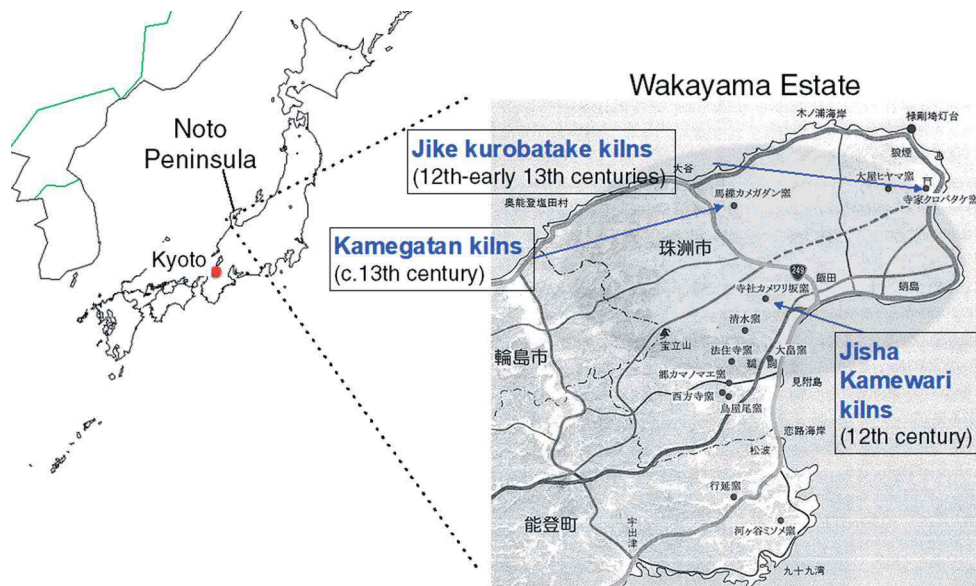 Wakayama Estate
Noto
Peninsula
Kyoto
Jike kurobatake kilns
(12th-early 13th centuries)
Kamegatan kilns
(c.13th century)
Jisha
Kamewari
kilns
(12th century)
木ノ浦海岸
禄剛埼灯台
狼煙
大谷
大屋ヒヤマ窯
寺家クロバタケ窯
馬緤カメガダン窯
奥能登塩田村
珠洲市
249
飯田
蛸島
寺社カメワリ坂窯
清水窯
宝立山
法住寺窯
大畠窯
鵜飼
輪島市
郷カマノマエ窯
見附島
西方寺窯
鳥屋尾窯
恋路海岸
松波
行延窯
能登町
宇出津
河ヶ谷ミソメ窯
九十九湾